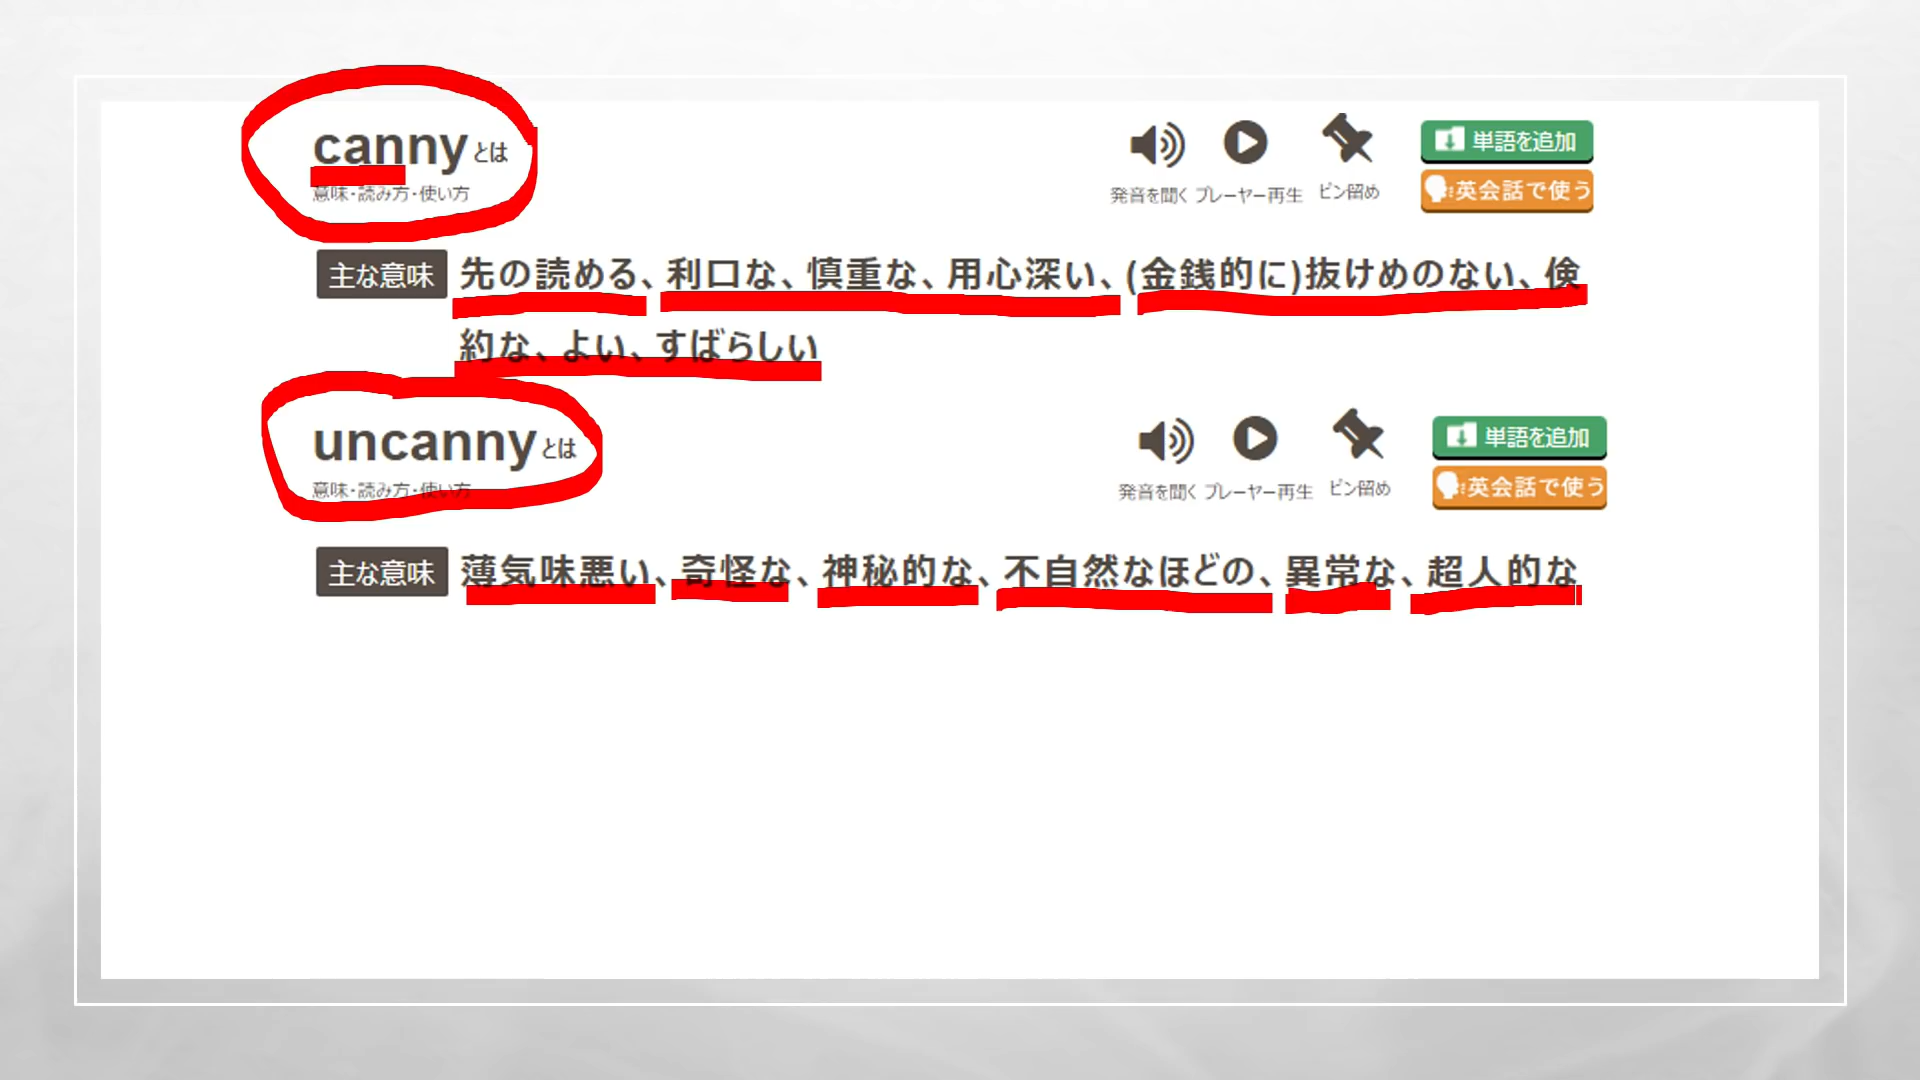 cannyとは
意味・読み方・使い方
発音を聞く プレーヤー再生 ピン留め
単語を追加
英会話で使う
主な意味 先の読める、利口な、慎重な、用心深い、(金銭的に)抜けめのない、倹
約な、よい、すばらしい
uncannyとは
意味・読み方・使い方
発音を聞く プレーヤー再生 ピン留め
単語を追加
英会話で使う
主な意味 薄気味悪い、奇怪な、神秘的な、不自然なほどの、異常な、超人的な